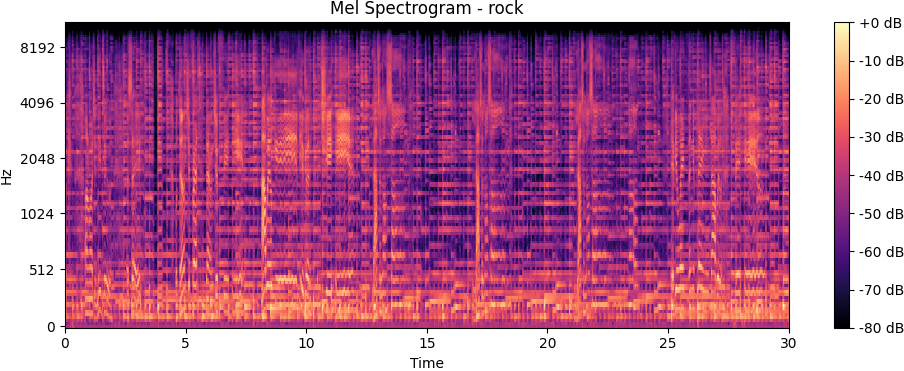 Mel Spectrogram - rock
Hz
8192
4096
2048
1024
512
0
0 5 10 15 20 25 30
Time
+0 dB
-10 dB
-20 dB
-30 dB
-40 dB
-50 dB
-60 dB
-70 dB
-80 dB